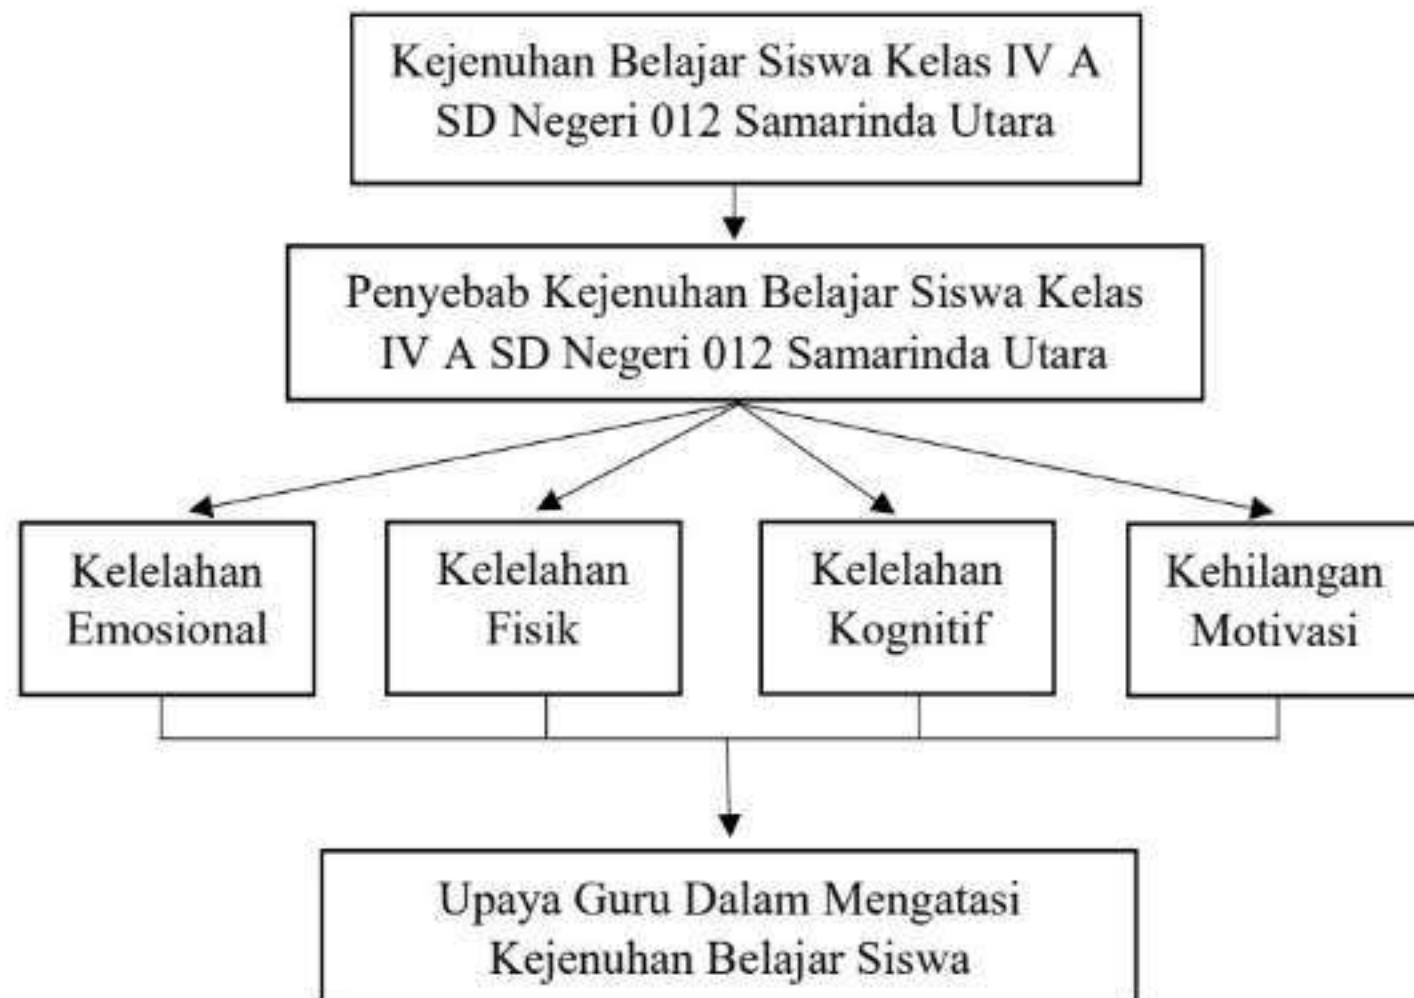 Kejenuhan Belajar Siswa Kelas IV A
SD Negeri 012 Samarinda Utara
Penyebab Kejenuhan Belajar Siswa Kelas
IV A SD Negeri 012 Samarinda Utara
Kelelahan
Emosional
Kelelahan
Fisik
Kelelahan
Kognitif
Kehilangan
Motivasi
Upaya Guru Dalam Mengatasi
Kejenuhan Belajar Siswa